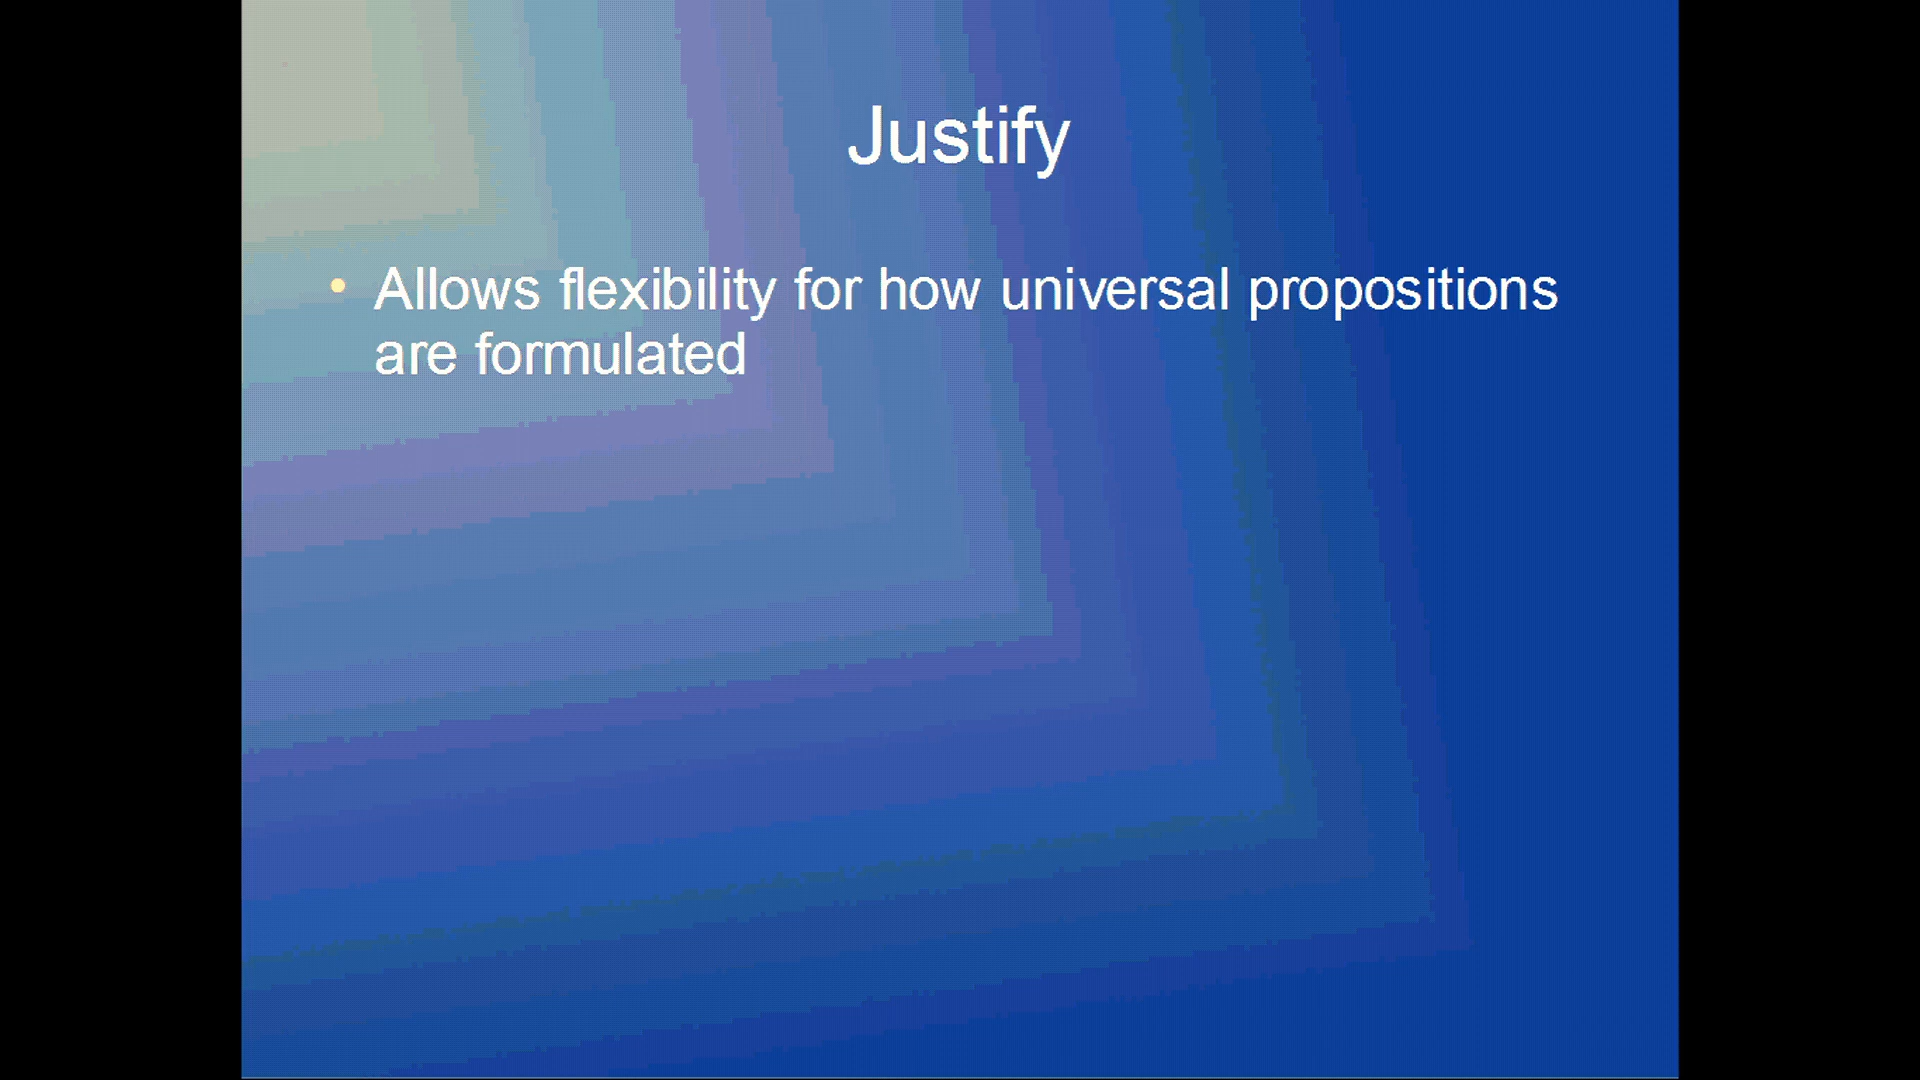 Justify
• Allows flexibility for how universal propositions
are formulated